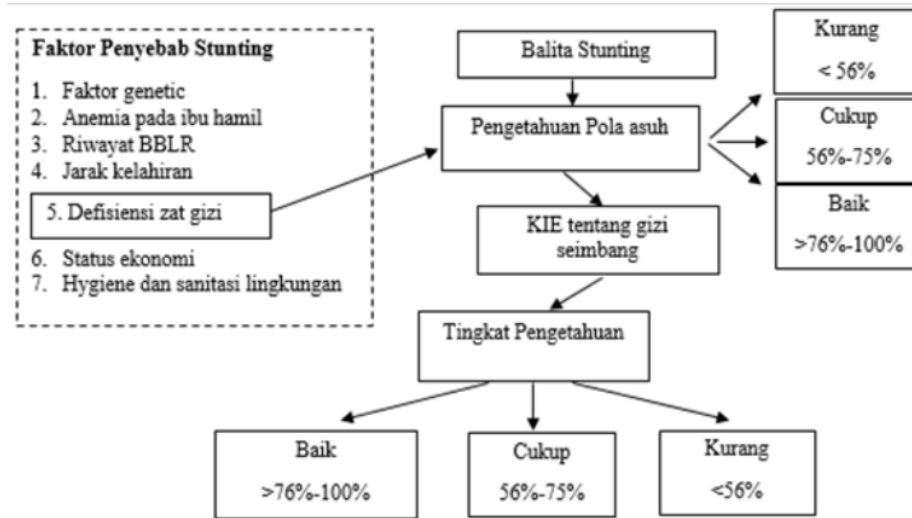 Faktor Penyebab Stunting
1. Faktor genetic
2. Anemia pada ibu hamil
3. Riwayat BBLR
4. Jarak kelahiran
5. Defisiensi zat gizi
6. Status ekonomi
7. Hygiene dan sanitasi lingkungan
Balita Stunting
Pengetahuan Pola asuh
Kurang
< 56%
Cukup
56%-75%
Baik
>76%-100%
KIE tentang gizi
seimbang
Tingkat Pengetahuan
Baik
>76%-100%
Cukup
56%-75%
Kurang
<56%